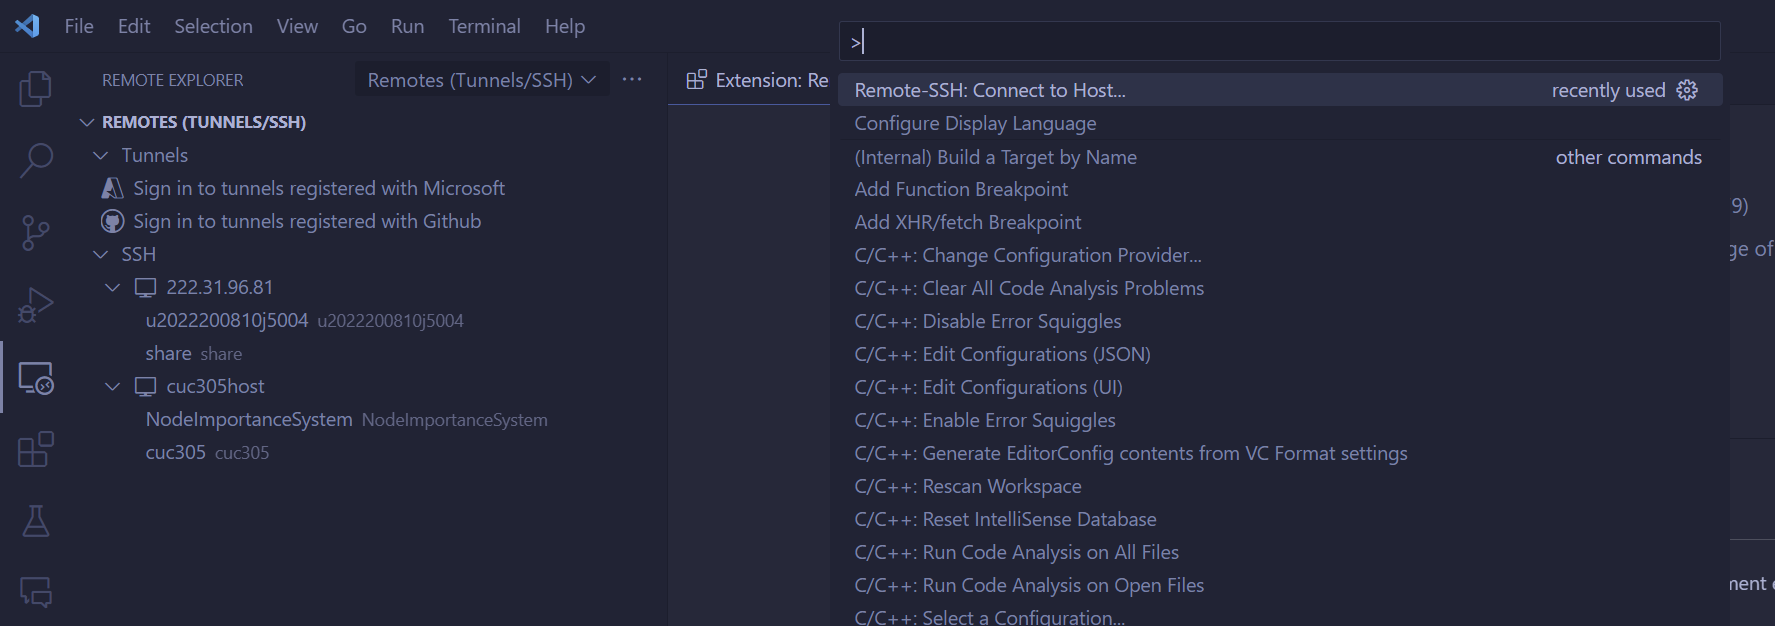 File Edit Selection View Go Run Terminal Help
REMOTE EXPLORER
Remotes (Tunnels/SSH)
REMOTES (TUNNELS/SSH)
Tunnels
Sign in to tunnels registered with Microsoft
Sign in to tunnels registered with Github
SSH
222.31.96.81
u2022200810j5004 u2022200810j5004
share share
cuc305host
NodeImportanceSystem NodeImportanceSystem
cuc305 cuc305
Extension: Re
>
Remote-SSH: Connect to Host... recently used
Configure Display Language
(Internal) Build a Target by Name other commands
Add Function Breakpoint
Add XHR/fetch Breakpoint
C/C++: Change Configuration Provider...
C/C++: Clear All Code Analysis Problems
C/C++: Disable Error Squiggles
C/C++: Edit Configurations (JSON)
C/C++: Edit Configurations (UI)
C/C++: Enable Error Squiggles
C/C++: Generate EditorConfig contents from VC Format settings
C/C++: Rescan Workspace
C/C++: Reset IntelliSense Database
C/C++: Run Code Analysis on All Files
C/C++: Run Code Analysis on Open Files
C/C++: Select a Configuration...
9)
ge of